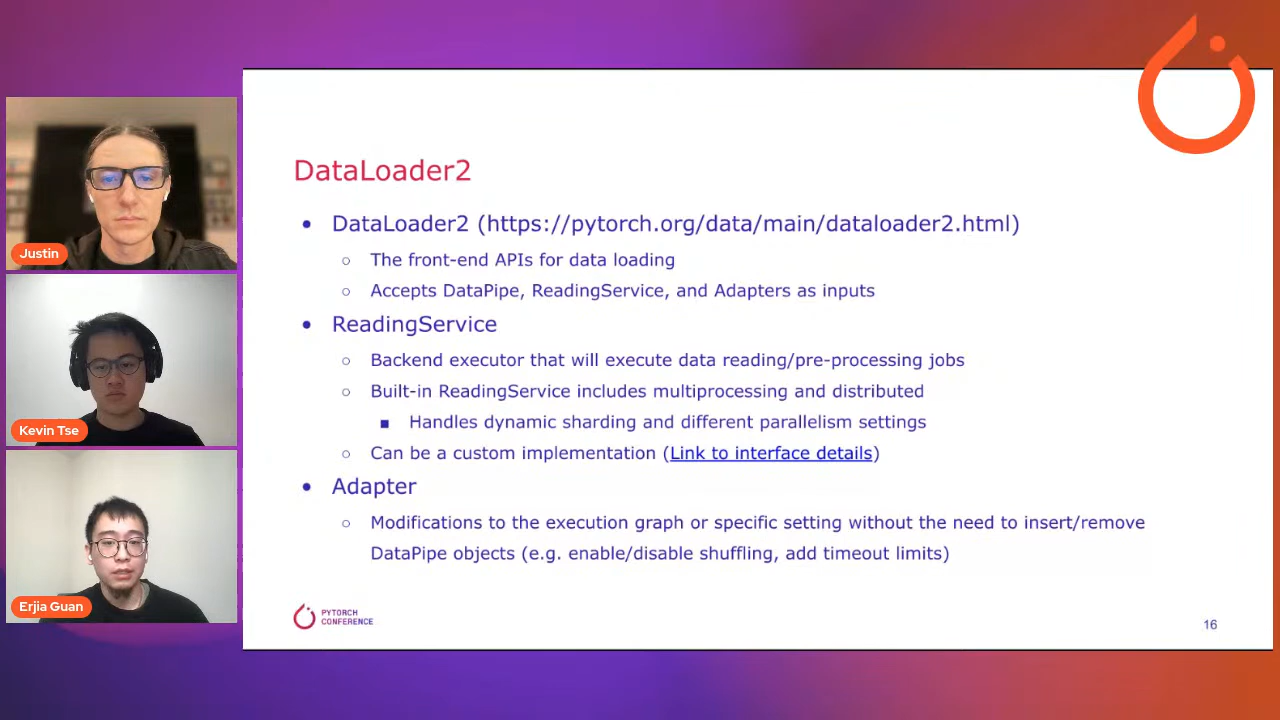 Justin
Kevin Tse
Erjia Guan
DataLoader2
• DataLoader2 (https://pytorch.org/data/main/dataloader2.html)
○ The front-end APIs for data loading
○ Accepts DataPipe, ReadingService, and Adapters as inputs
• ReadingService
○ Backend executor that will execute data reading/pre-processing jobs
○ Built-in ReadingService includes multiprocessing and distributed
■ Handles dynamic sharding and different parallelism settings
○ Can be a custom implementation (Link to interface details)
• Adapter
○ Modifications to the execution graph or specific setting without the need to insert/remove
DataPipe objects (e.g. enable/disable shuffling, add timeout limits)
PYTORCH
CONFERENCE
16